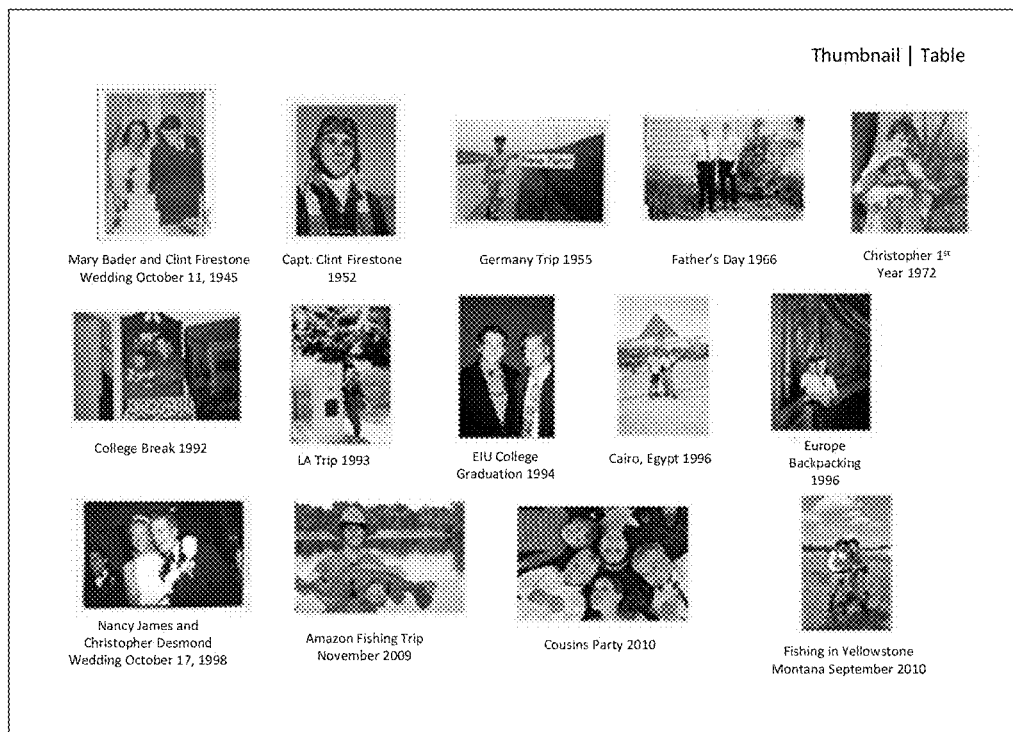 Thumbnail | Table
Mary Bader and Clint Firestone
Wedding October 11, 1945
Capt. Clint Firestone
1952
Germany Trip 1955
Father's Day 1966
Christopher 1st
Year 1972
College Break 1992
LA Trip 1993
EIU College
Graduation 1994
Cairo, Egypt 1996
Europe
Backpacking
1996
Nancy James and
Christopher Desmond
Wedding October 17, 1998
Amazon Fishing Trip
November 2009
Cousins Party 2010
Fishing in Yellowstone
Montana September 2010